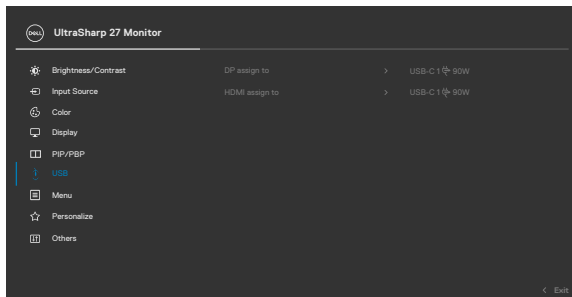 DELL UltraSharp 27 Monitor
Brightness/Contrast
Input Source
Color
Display
PIP/PBP
USB
Menu
Personalize
Others
DP assign to > USB-C 1 90W
HDMI assign to > USB-C 1 90W
< Exit